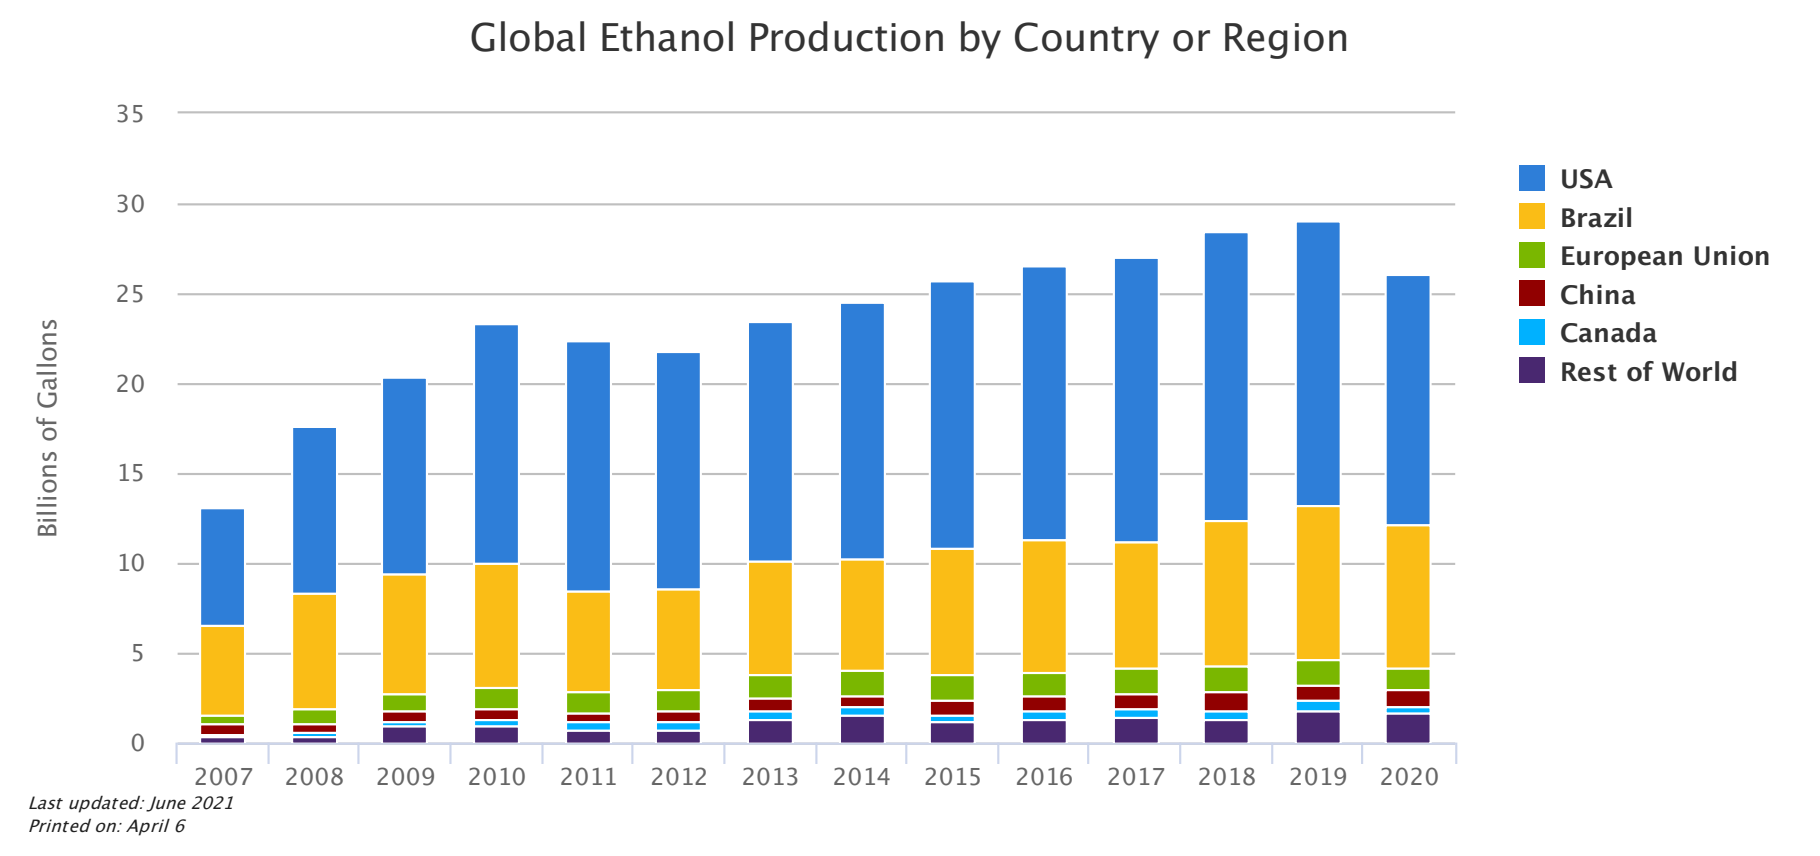 Global Ethanol Production by Country or Region
35
30
25
20
15
10
5
0
Billions of Gallons
2007 2008 2009 2010 2011 2012 2013 2014 2015 2016 2017 2018 2019 2020
USA
Brazil
European Union
China
Canada
Rest of World
Last updated: June 2021
Printed on: April 6